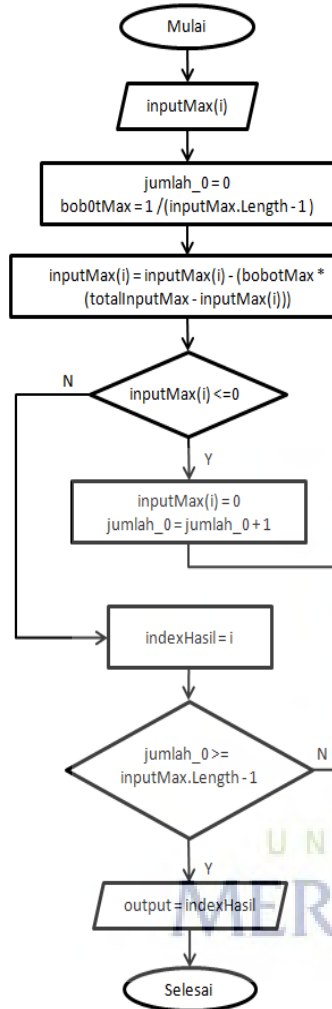 Mulai
inputMax(i)
jumlah_0 = 0
bob0tMax = 1 /(inputMax.Length - 1)
inputMax(i) = inputMax(i) - (bobotMax *
(totalInputMax - inputMax(i)))
N
inputMax(i) <=0
Y
inputMax(i) = 0
jumlah_0 = jumlah_0 + 1
indexHasil = i
jumlah_0 >=
inputMax.Length - 1
N
U N
Y
MER
output = indexHasil
Selesai